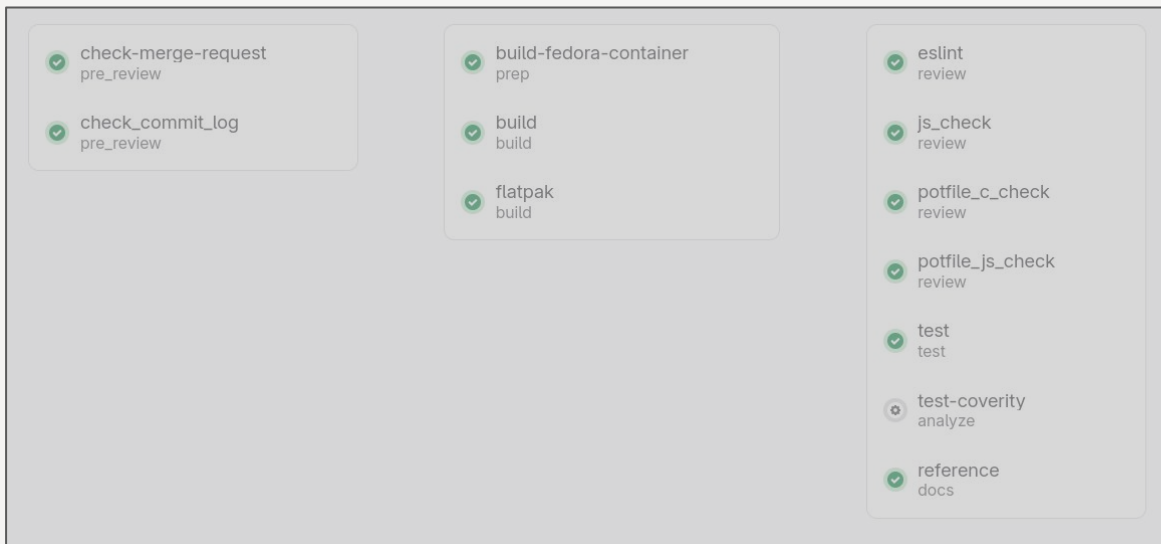 check-merge-request
pre_review
check_commit_log
pre_review
build-fedora-container
prep
build
build
flatpak
build
eslint
review
js_check
review
potfile_c_check
review
potfile_js_check
review
test
test
test-coverity
analyze
reference
docs